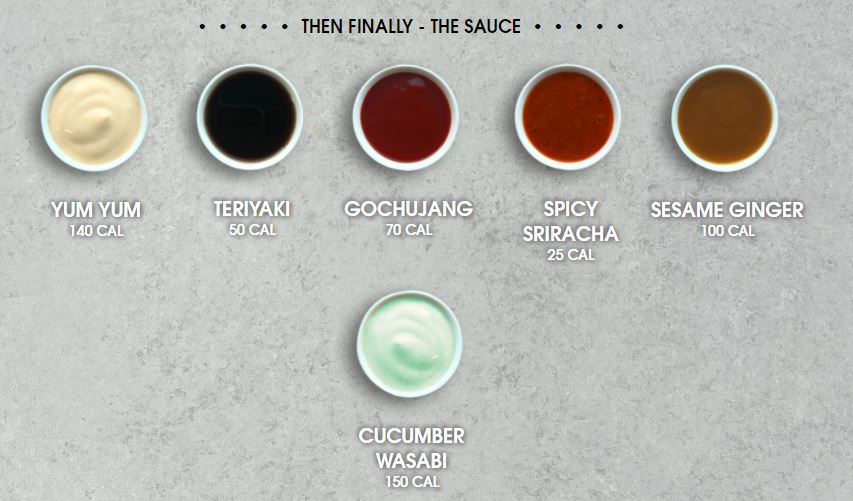 • • • • • THEN FINALLY - THE SAUCE • • • • •
YUM YUM
140 CAL
TERIYAKI
50 CAL
GOCHUJANG
70 CAL
SPICY
SRIRACHA
25 CAL
SESAME GINGER
100 CAL
CUCUMBER
WASABI
150 CAL